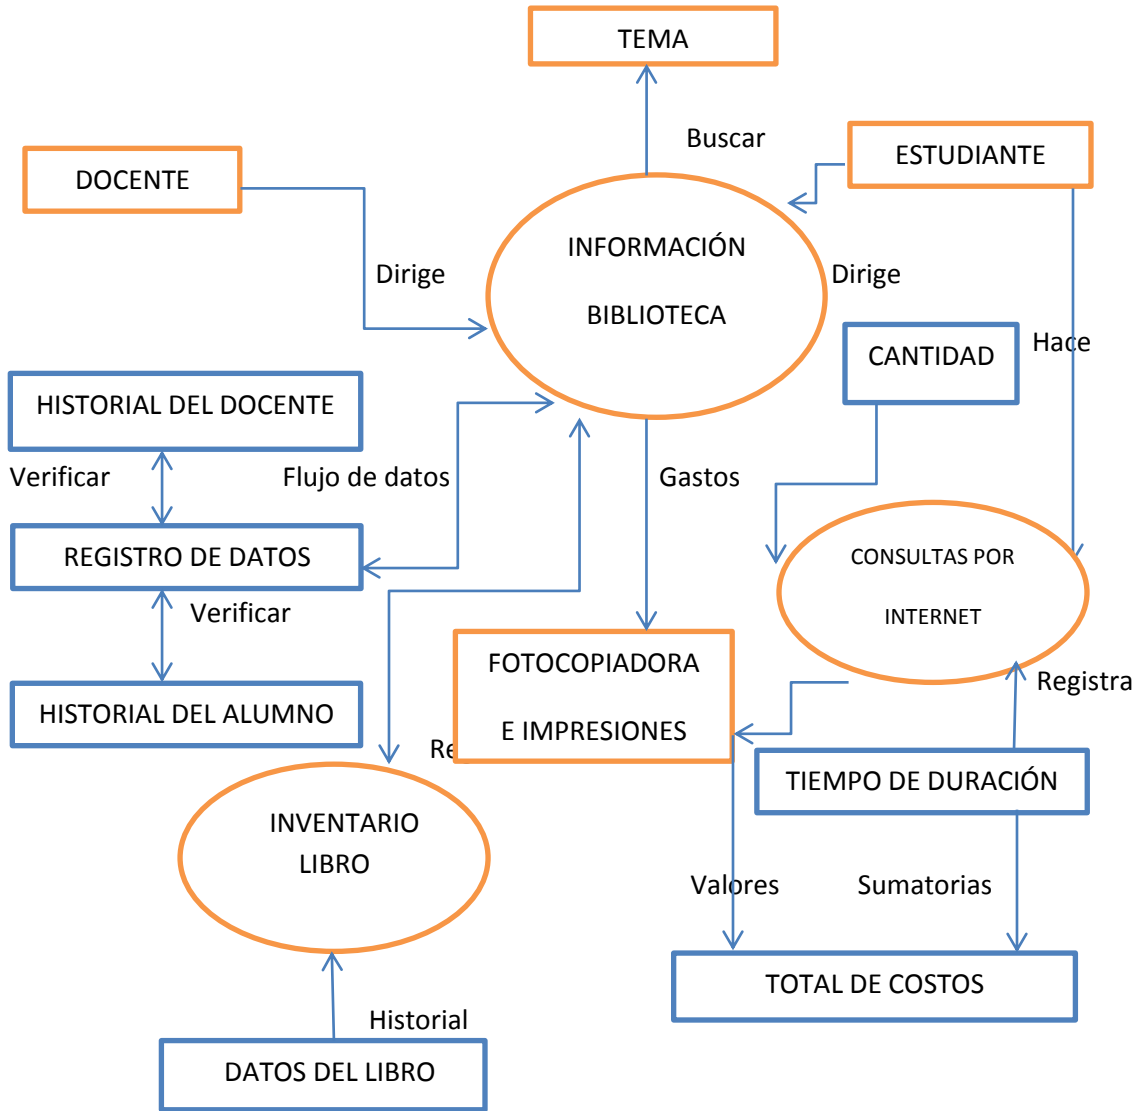 TEMA
Buscar
ESTUDIANTE
DOCENTE
INFORMACIÓN
BIBLIOTECA
Dirige
Dirige
Hace
CANTIDAD
HISTORIAL DEL DOCENTE
Verificar
Flujo de datos
Gastos
REGISTRO DE DATOS
CONSULTAS POR
INTERNET
Verificar
FOTOCOPIADORA
E IMPRESIONES
Registra
HISTORIAL DEL ALUMNO
TIEMPO DE DURACIÓN
INVENTARIO
LIBRO
Valores
Sumatorias
TOTAL DE COSTOS
Historial
DATOS DEL LIBRO